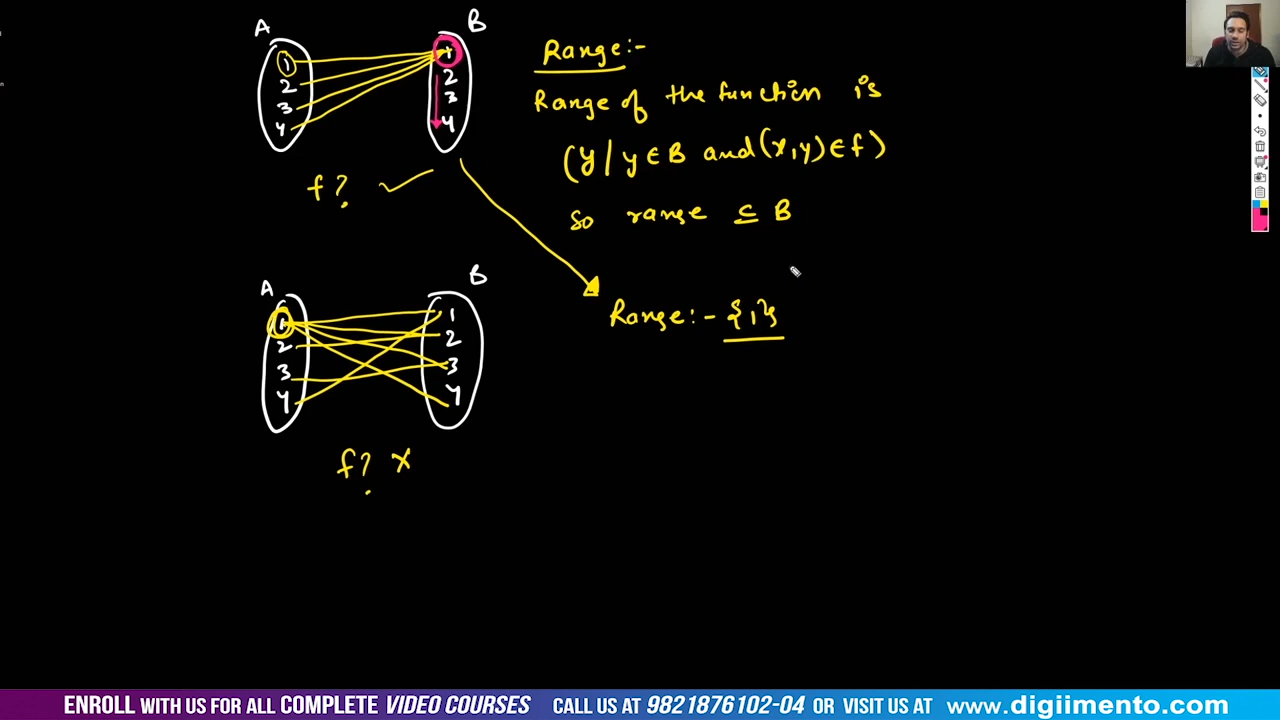 A B
1 1
2 2
3 3
4 4
f? ✓
Range:-
Range of the function is
(y / y ∈ B and (x,y) ∈ f)
so range ⊆ B
Range:- {1}
A B
1 1
2 2
3 3
4 4
f? x
ENROLL WITH US FOR ALL COMPLETE VIDEO COURSES CALL US AT 9821876102-04 OR VISIT US AT www.digiimento.com